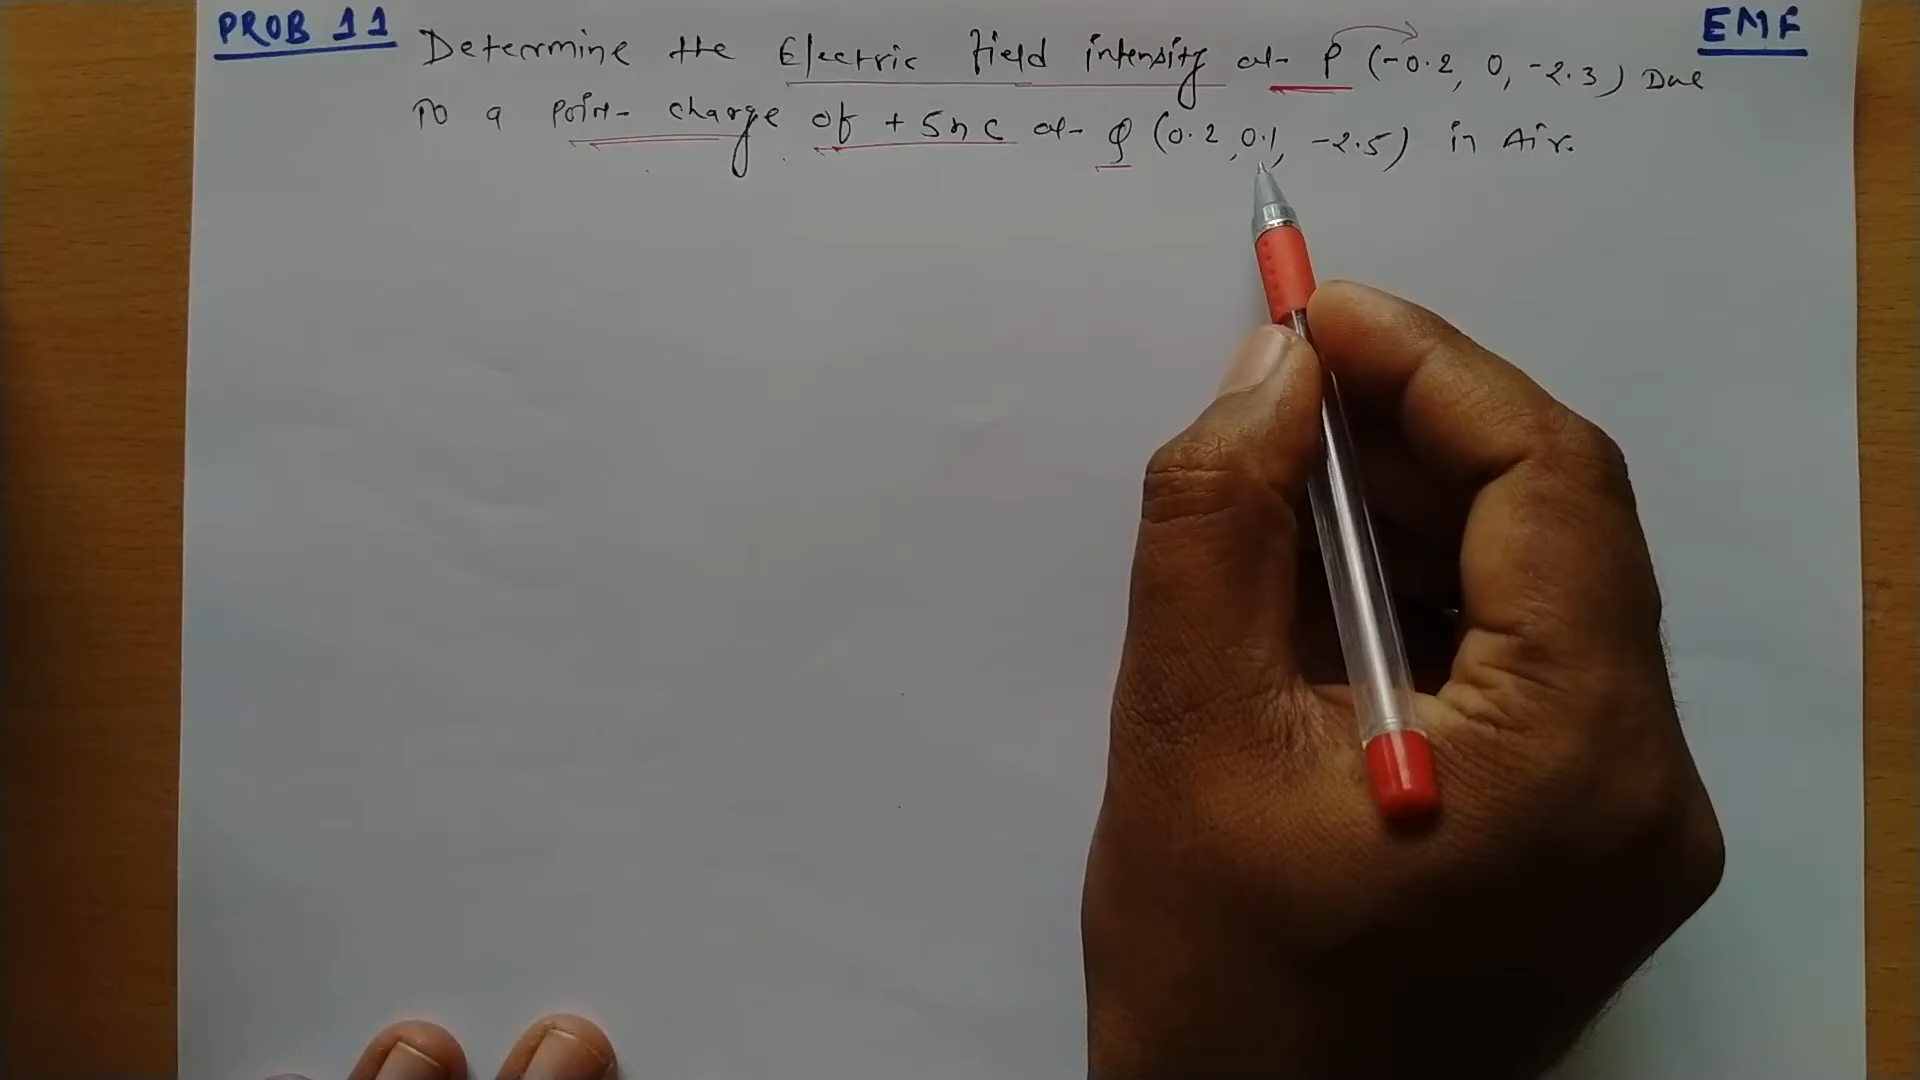 PROB 11
EMF
Determine the Electric field intensity at P (-0.2, 0, -2.3) Due
To a point charge of +5nC at Q (0.2, 0.1, -2.5) in Air.